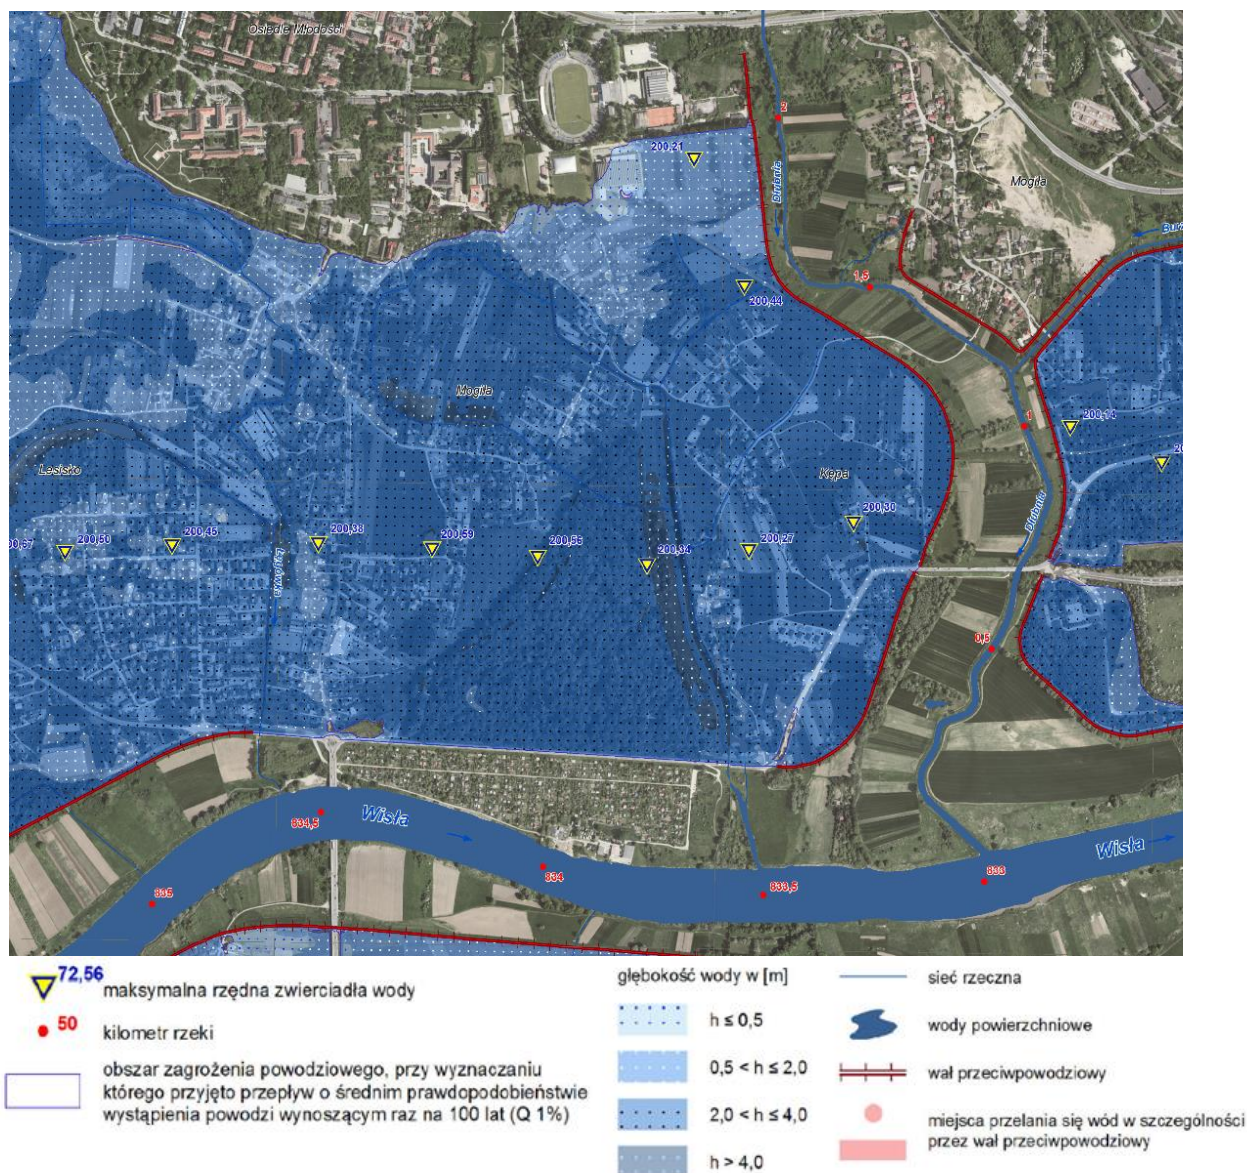 Osiedle Młodości
2
200,21
Dłubnia
Mogiła
1,5
200,44
Mogiła
1
200,14
Lesisko
Kępa
200,30
200,50
200,45
200,38
200,59
200,56
200,34
200,27
Dłubnia
0,5
834,5
Wisła
834
833,5
833
Wisła
835
72,56
maksymalna rzędna zwierciadła wody
50
kilometr rzeki
obszar zagrożenia powodziowego, przy wyznaczaniu
którego przyjęto przepływ o średnim prawdopodobieństwie
wystąpienia powodzi wynoszącym raz na 100 lat (Q 1%)
głębokość wody w [m]
h ≤ 0,5
0,5 < h ≤ 2,0
2,0 < h ≤ 4,0
h > 4,0
sieć rzeczna
wody powierzchniowe
wał przeciwpowodziowy
miejsca przelania się wód w szczególności
przez wał przeciwpowodziowy